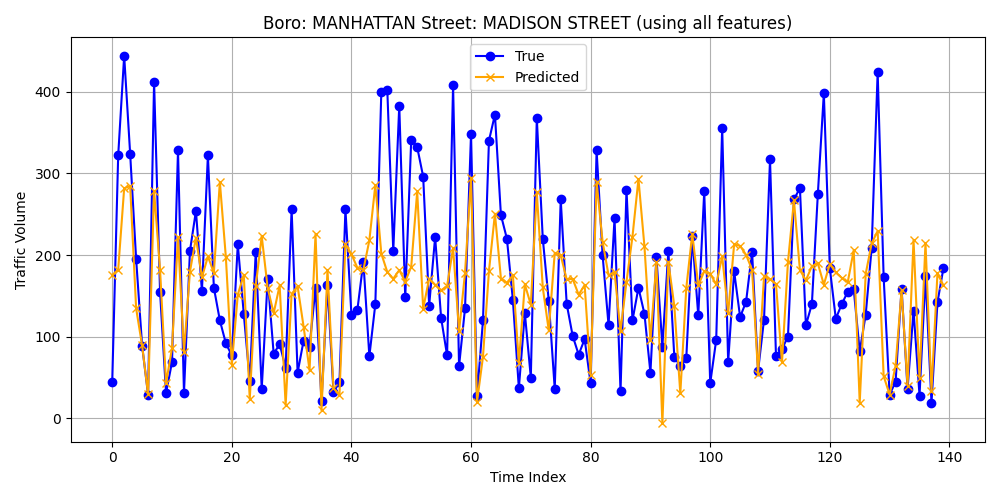 Boro: MANHATTAN Street: MADISON STREET (using all features)
True
Predicted
Traffic Volume
400
300
200
100
0
0 20 40 60 80 100 120 140
Time Index